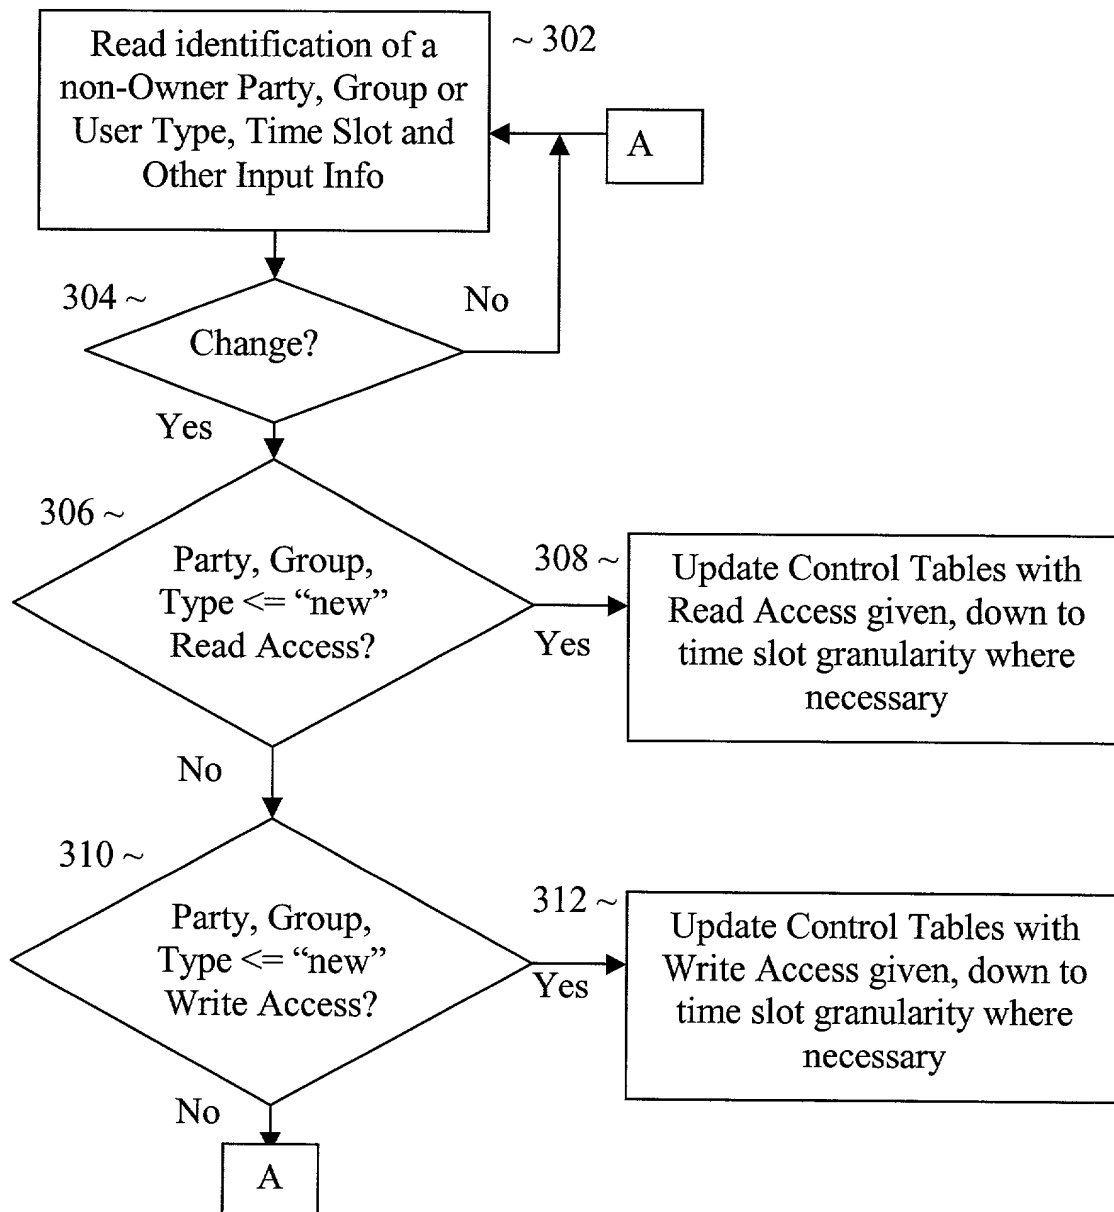 Read identification of a
non-Owner Party, Group or
User Type, Time Slot and
Other Input Info
~ 302
A
304 ~
Change?
No
Yes
306 ~
Party, Group,
Type <= “new”
Read Access?
Yes
308 ~
Update Control Tables with
Read Access given, down to
time slot granularity where
necessary
No
310 ~
Party, Group,
Type <= “new”
Write Access?
Yes
312 ~
Update Control Tables with
Write Access given, down to
time slot granularity where
necessary
No
A